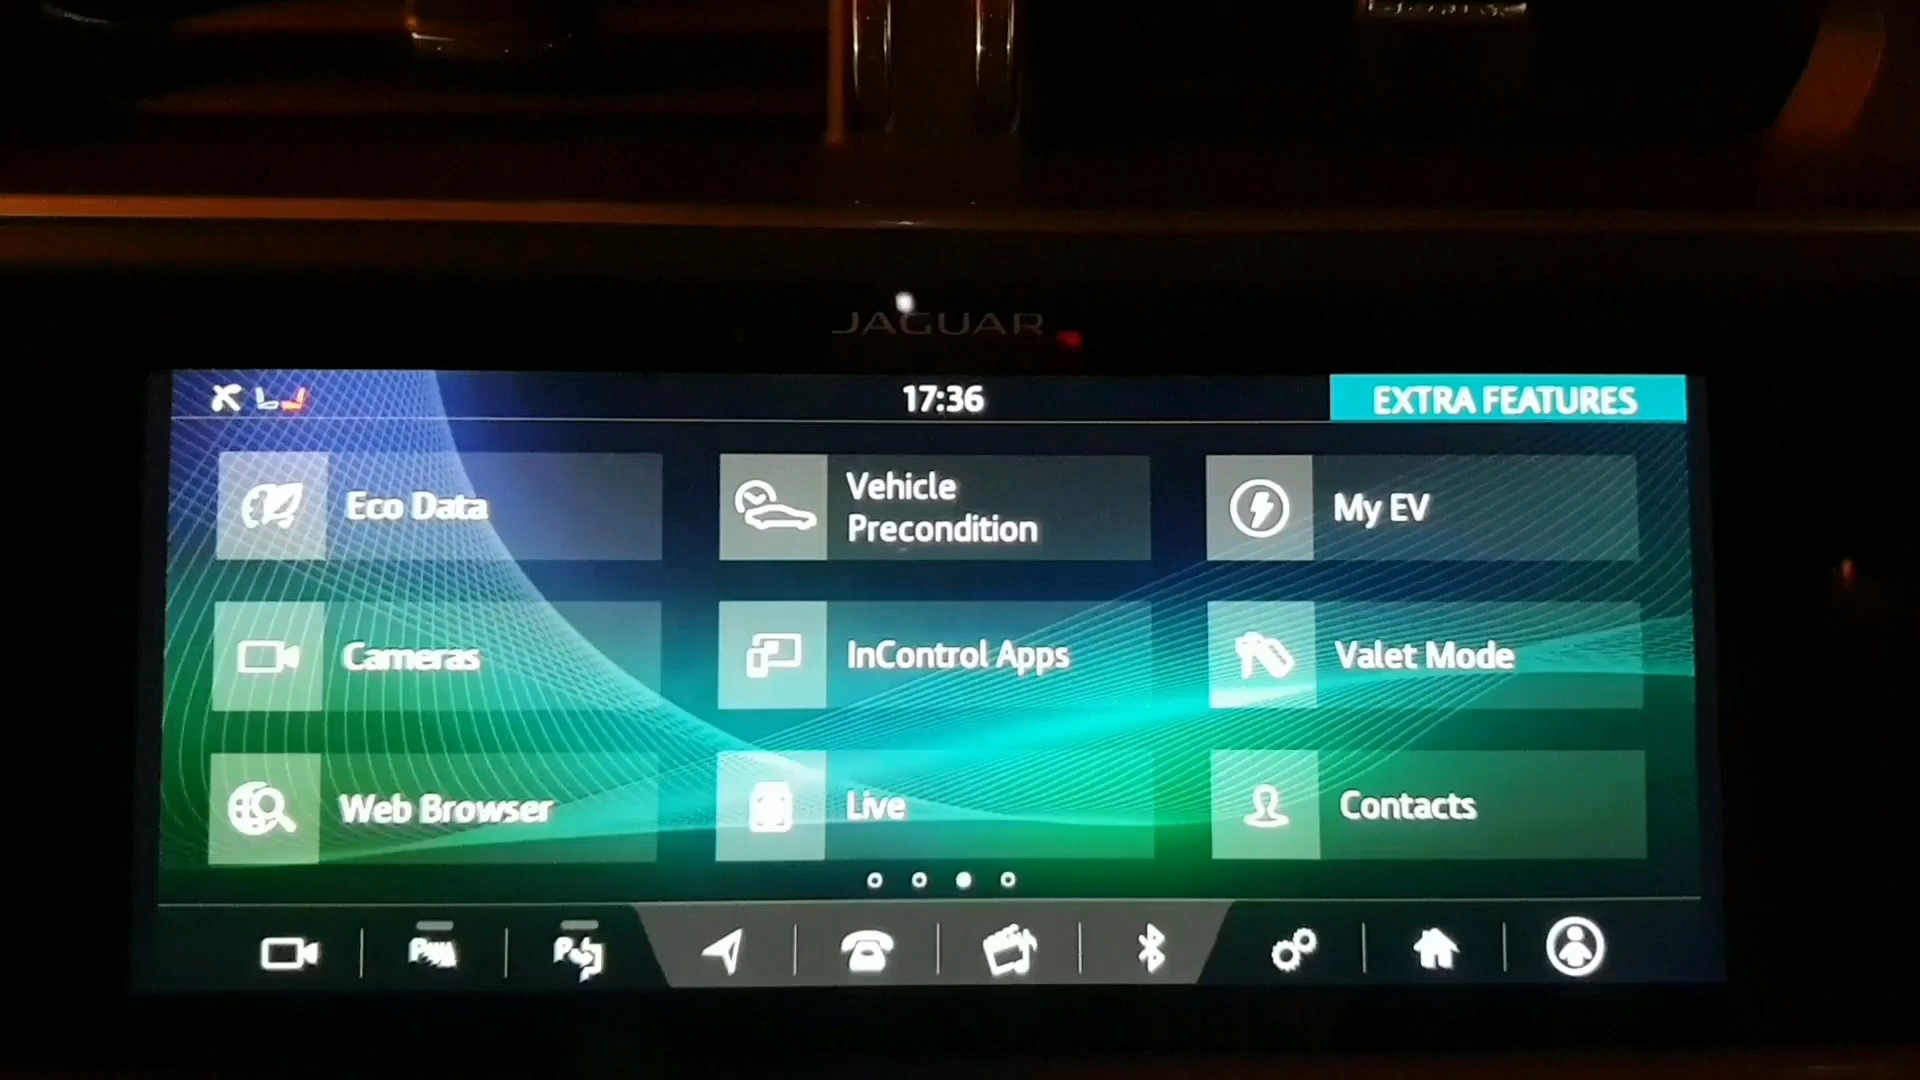 JAGUAR
17:36
EXTRA FEATURES
Eco Data
Vehicle
Precondition
My EV
Cameras
InControl Apps
Valet Mode
Web Browser
Live
Contacts